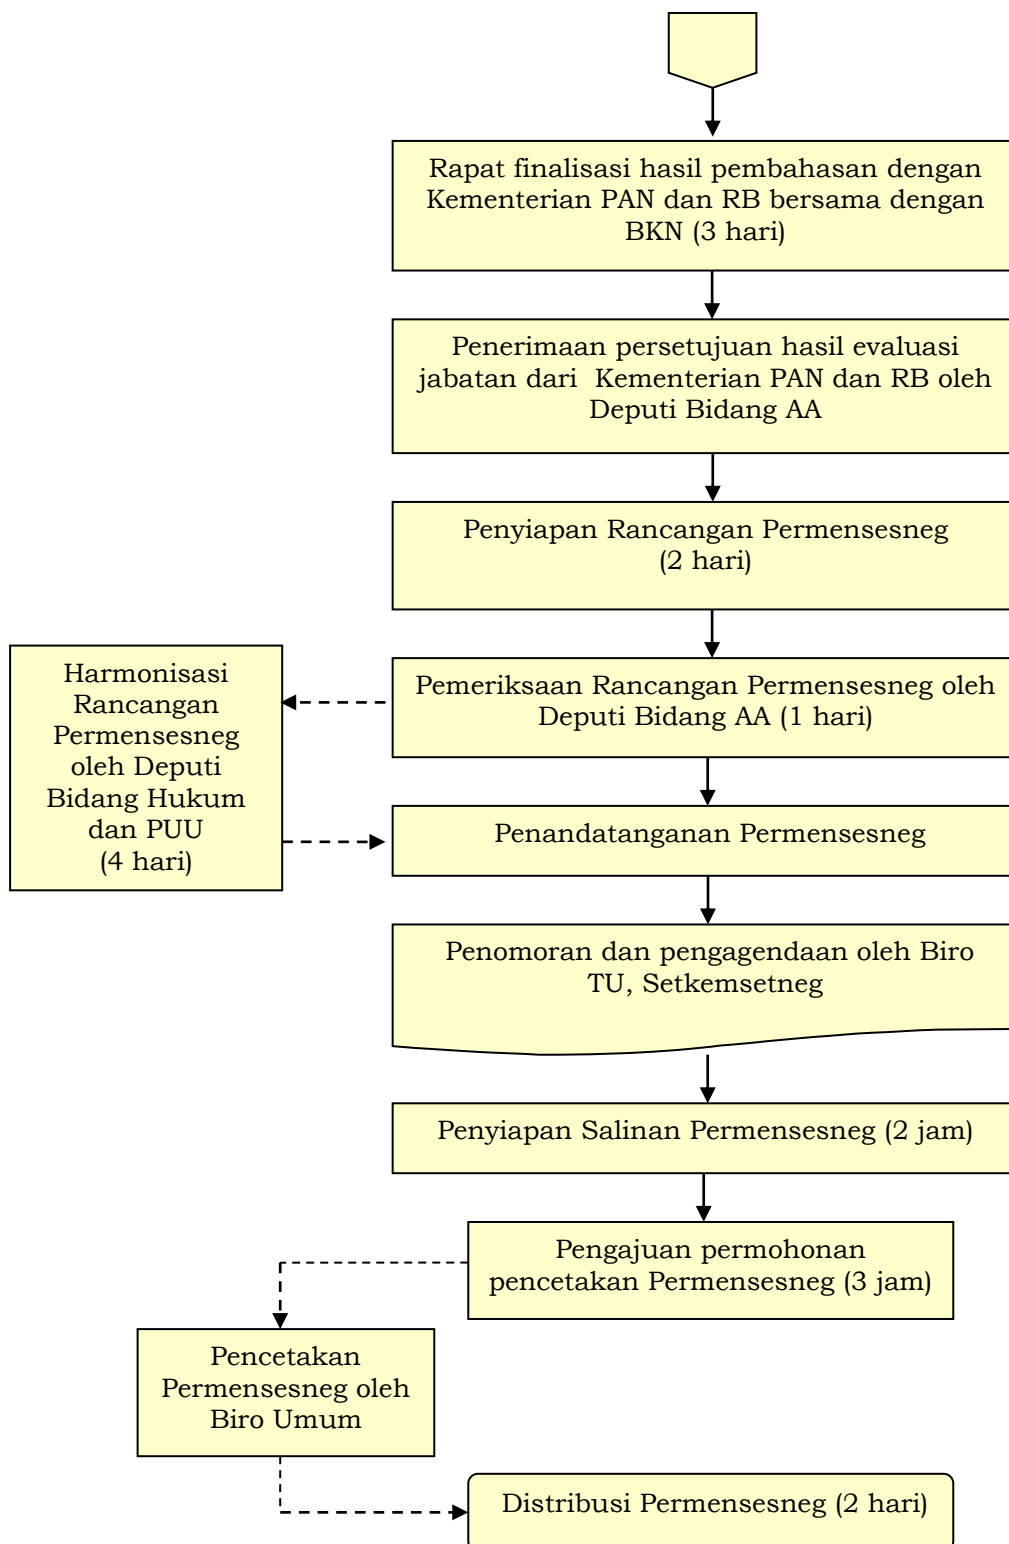 Rapat finalisasi hasil pembahasan dengan
Kementerian PAN dan RB bersama dengan
BKN (3 hari)
Penerimaan persetujuan hasil evaluasi
jabatan dari  Kementerian PAN dan RB oleh
Deputi Bidang AA
Penyiapan Rancangan Permensesneg
(2 hari)
Pemeriksaan Rancangan Permensesneg oleh
Deputi Bidang AA (1 hari)
Harmonisasi
Rancangan
Permensesneg
oleh Deputi
Bidang Hukum
dan PUU
(4 hari)
Penandatanganan Permensesneg
Penomoran dan pengagendaan oleh Biro
TU, Setkemsetneg
Penyiapan Salinan Permensesneg (2 jam)
Pengajuan permohonan
pencetakan Permensesneg (3 jam)
Pencetakan
Permensesneg oleh
Biro Umum
Distribusi Permensesneg (2 hari)